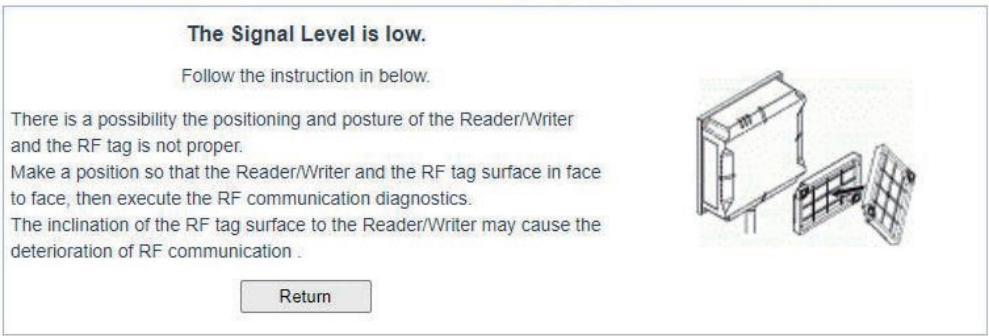 The Signal Level is low.
Follow the instruction in below.
There is a possibility the positioning and posture of the Reader/Writer
and the RF tag is not proper.
Make a position so that the Reader/Writer and the RF tag surface in face
to face, then execute the RF communication diagnostics.
The inclination of the RF tag surface to the Reader/Writer may cause the
deterioration of RF communication .
Return